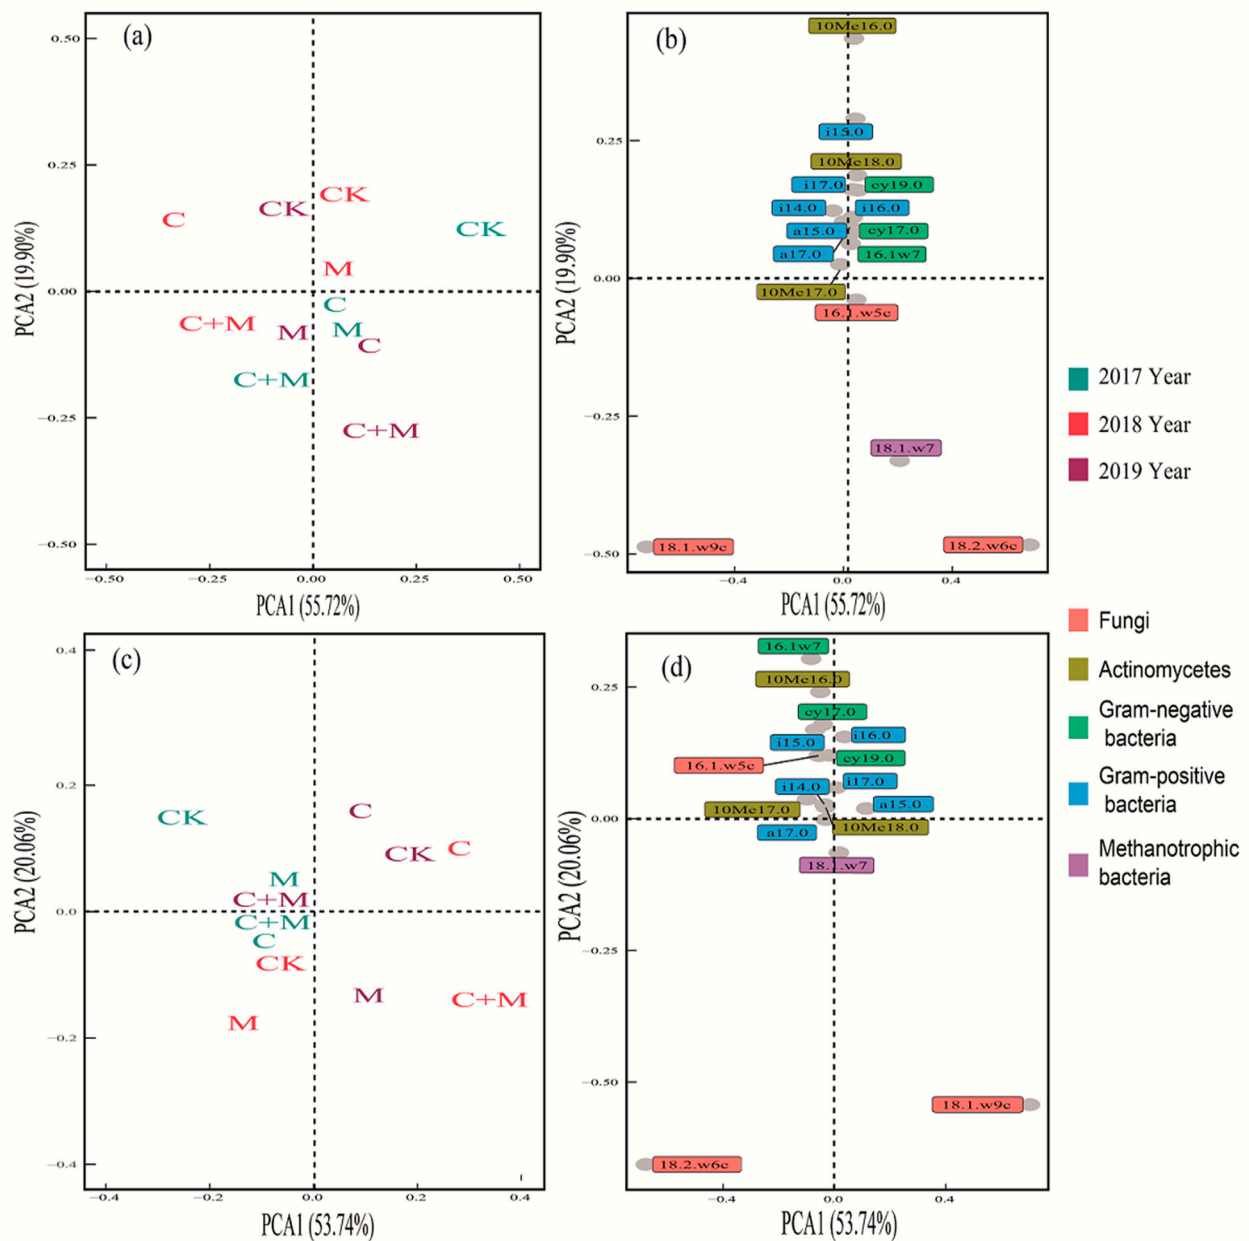 (a)
0.50
0.25
0.00
−0.25
−0.50
PCA2 (19.90%)
CK
CK
C
CK
M
C
C+M
M
M
C
C+M
C+M
−0.50
−0.25
0.00
0.25
0.50
PCA1 (55.72%)
(b)
0.25
0.00
−0.25
−0.50
PCA2 (19.90%)
10Me16.0
i15.0
10Me18.0
i17.0
cy19.0
i14.0
i16.0
a15.0
cy17.0
a17.0
16.1w7
10Me17.0
16.1.w5c
18.1.w7
18.1.w9c
18.2.w6c
−0.4
0.0
0.4
PCA1 (55.72%)
2017 Year
2018 Year
2019 Year
(c)
0.4
0.2
0.0
−0.2
−0.4
PCA2 (20.06%)
CK
C
CK
C
M
C+M
C+M
C
CK
M
C+M
M
−0.4
−0.2
0.0
0.2
0.4
PCA1 (53.74%)
(d)
0.25
0.00
−0.25
−0.50
PCA2 (20.06%)
16.1w7
10Me16.0
cy17.0
i16.0
i15.0
cy19.0
16.1.w5c
i17.0
i14.0
a15.0
10Me17.0
10Me18.0
a17.0
18.1.w7
18.1.w9c
18.2.w6c
−0.4
0.0
0.4
PCA1 (53.74%)
Fungi
Actinomycetes
Gram-negative
bacteria
Gram-positive
bacteria
Methanotrophic
bacteria